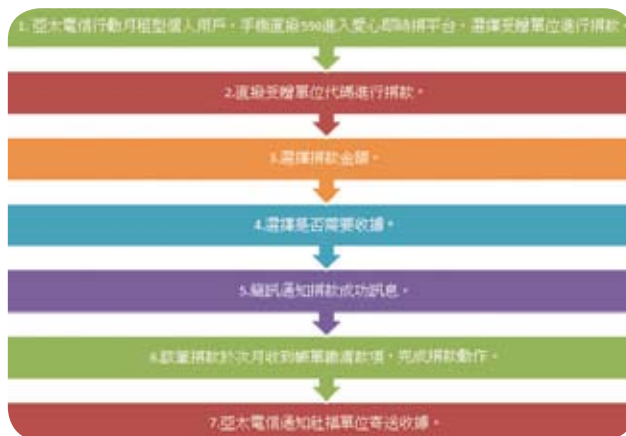 1. 亞太電信行動月租型個人用戶，手機直撥590進入愛心即時捐平台，選擇受贈單位進行捐款。
2.直撥受贈單位代碼進行捐款。
3.選擇捐款金額。
4.選擇是否需要收據。
5.簡訊通知捐款成功訊息。
捐款於次月收到帳單繳清款項，完成捐款動作。
7.亞太電信通知社福單位寄送收據。